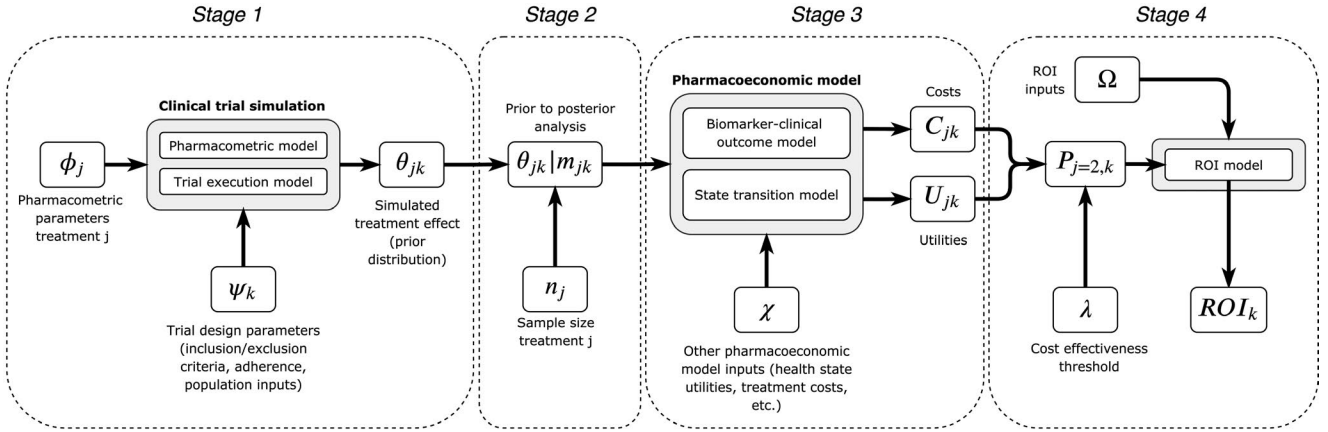 Stage 1
Stage 2
Stage 3
Stage 4
Clinical trial simulation
Pharmacometric model
Trial execution model
ϕj
Pharmacometric
parameters
treatment j
θjk
Simulated
treatment effect
(prior
distribution)
ψk
Trial design parameters
(inclusion/exclusion
criteria, adherence,
population inputs)
Prior to posterior
analysis
θjk|mjk
nj
Sample size
treatment j
Pharmacoeconomic model
Biomarker-clinical
outcome model
State transition model
χ
Other pharmacoeconomic
model inputs (health state
utilities, treatment costs,
etc.)
Costs
Cjk
Ujk
Utilities
ROI
inputs
Ω
Pj=2,k
ROI model
λ
Cost effectiveness
threshold
ROIk